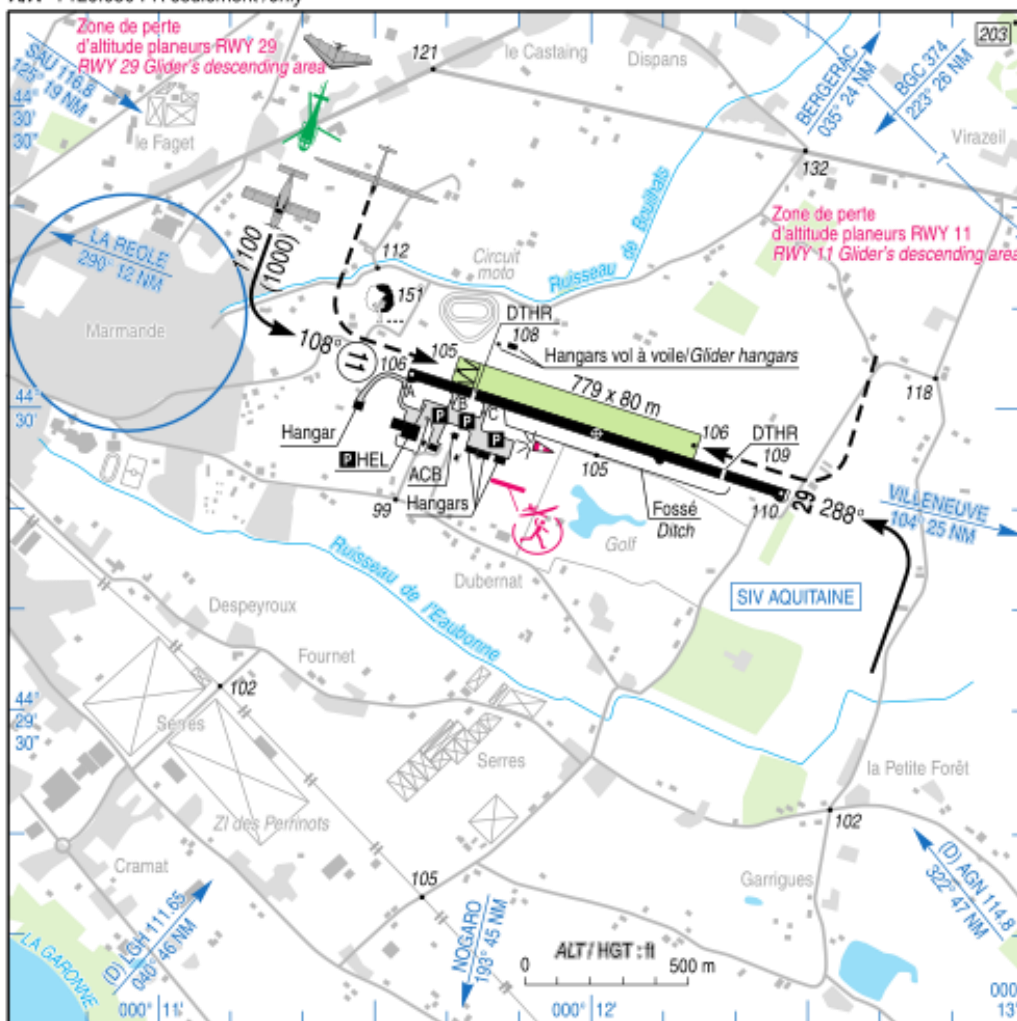 FR seulement / only
Zone de perte
d'altitude planeurs RWY 29
RWY 29 Glider's descending area
SAU 116.8
125° 19 NM
44°
30'
30"
le Faget
121
le Castaing
Dispans
BERGERAC
035° 24 NM
BGC 374
223° 26 NM
203
Virazeil
132
T
Zone de perte
d'altitude planeurs RWY 11
RWY 11 Glider's descending area
LA REOLE
290° 12 NM
Marmande
1100
(1000)
112
Circuit
moto
Ruisseau de Bouilhats
151
108°
11
DTHR
108
Hangars vol à voile/Glider hangars
106
105
779 x 80 m
118
44°
30'
Hangar
A
B
C
P
P
P
P HEL
ACB
Hangars
105
106
DTHR
109
Fossé
Ditch
110
29
288°
VILLENEUVE
104° 25 NM
99
Golf
Dubernat
Ruisseau de l'Eaubonne
SIV AQUITAINE
Despeyroux
Fournet
102
44°
29'
30"
Serres
Serres
la Petite Forêt
ZI des Perrinots
102
Cramat
105
Garrigues
(D) AGN 114.8
322° 47 NM
(D) LGH 111.65
040° 46 NM
LA GARONNE
NOGARO
193° 45 NM
ALT / HGT : ft
0
500 m
000° 11'
000° 12'
000°
13'